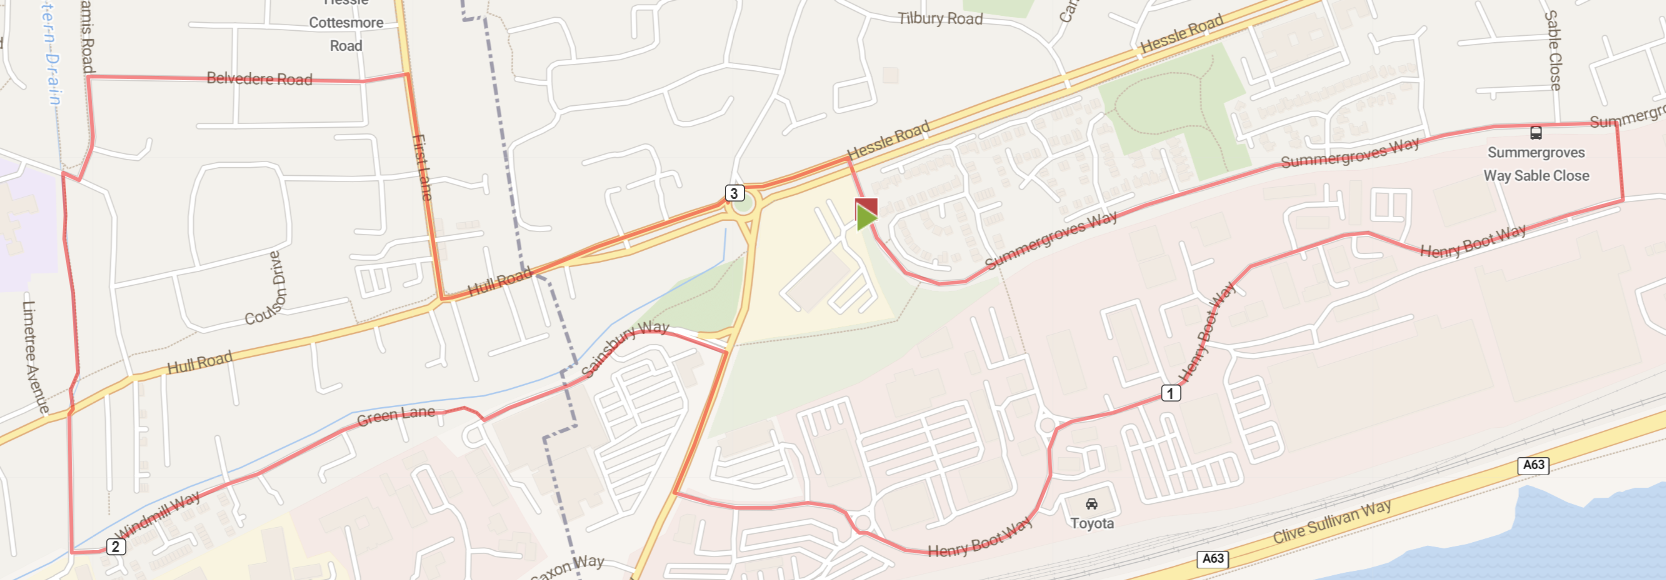 Hessle
Cottesmore
Road
Tilbury Road
Hessle Road
Sable Close
Belvedere Road
First Lane
Hessle Road
Summergroves Way
Summergroves
Way Sable Close
3
Summergroves Way
Henry Boot Way
Hull Road
Hull Road
Limetree Avenue
Sainsbury Way
Henry Boot Way
1
Green Lane
A63
Windmill Way
2
Toyota
Henry Boot Way
Clive Sullivan Way
A63
Saxon Way